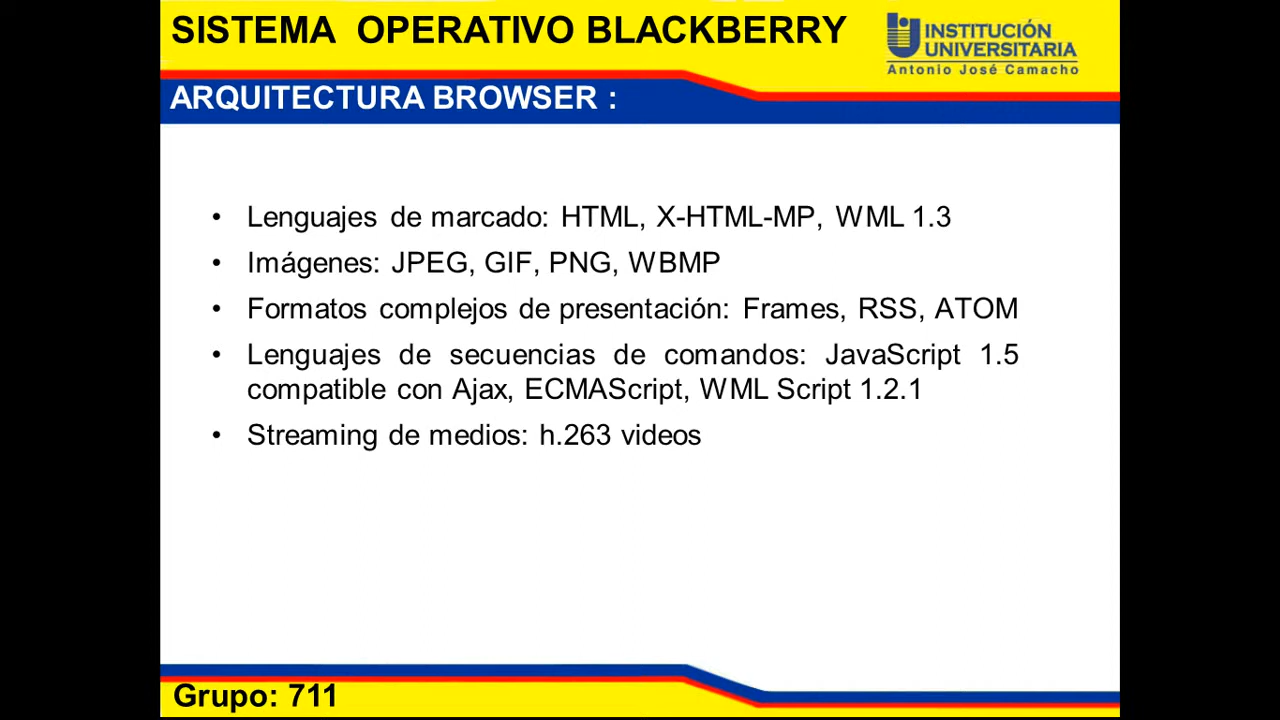 SISTEMA OPERATIVO BLACKBERRY
INSTITUCIÓN
UNIVERSITARIA
Antonio José Camacho
ARQUITECTURA BROWSER :
• Lenguajes de marcado: HTML, X-HTML-MP, WML 1.3
• Imágenes: JPEG, GIF, PNG, WBMP
• Formatos complejos de presentación: Frames, RSS, ATOM
• Lenguajes de secuencias de comandos: JavaScript 1.5
compatible con Ajax, ECMAScript, WML Script 1.2.1
• Streaming de medios: h.263 videos
Grupo: 711